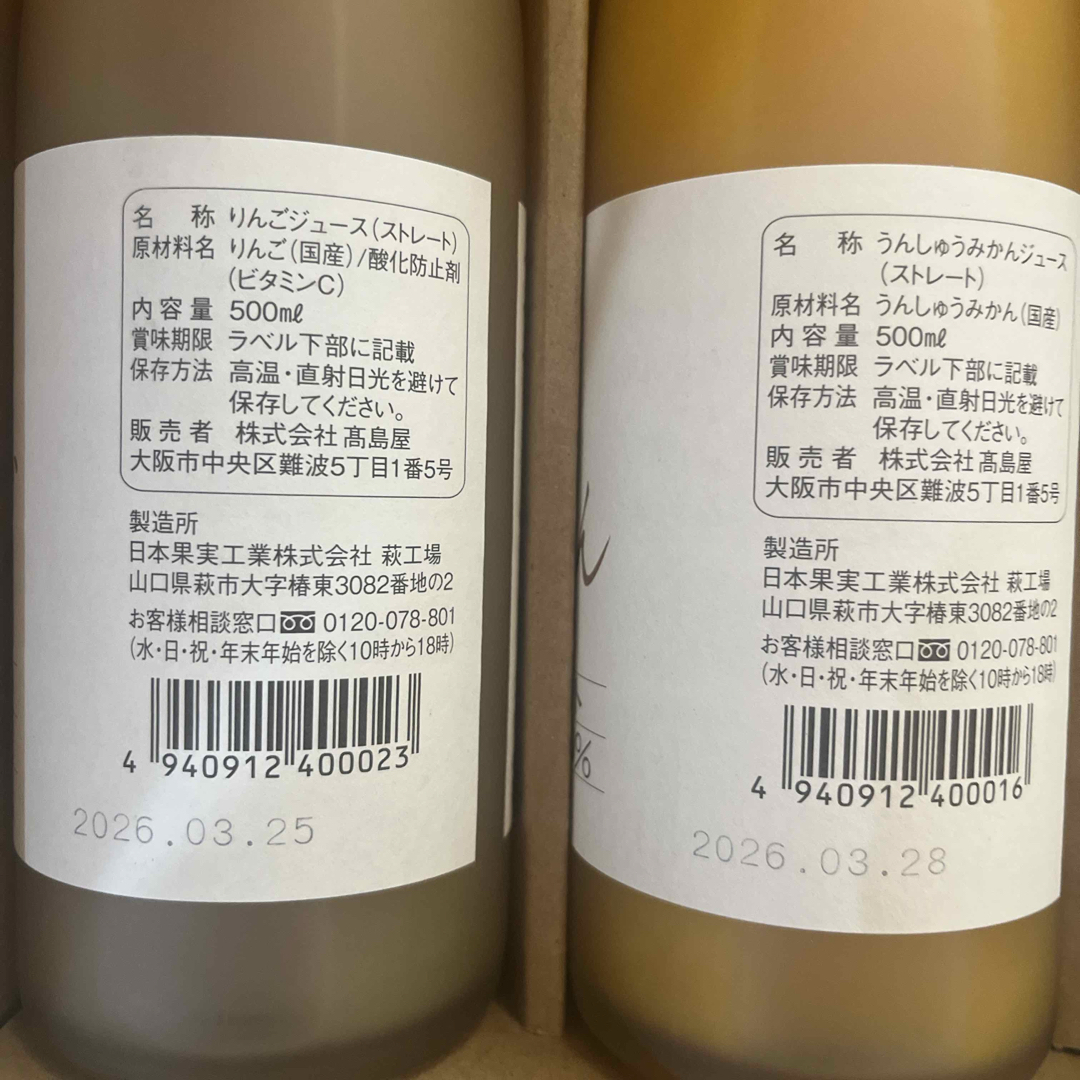 名 称 りんごジュース(ストレート)
原材料名 りんご(国産)/酸化防止剤
(ビタミンC)
内容量 500㎖
賞味期限 ラベル下部に記載
保存方法 高温・直射日光を避けて
保存してください。
販売者 株式会社髙島屋
大阪市中央区難波5丁目1番5号
製造所
日本果実工業株式会社 萩工場
山口県萩市大字椿東3082番地の2
お客様相談窓口 0120-078-801
(水・日・祝・年末年始を除く10時から18時)
4 940912 400023
2026.03.25
名 称 うんしゅうみかんジュース
(ストレート)
原材料名 うんしゅうみかん(国産)
内容量 500㎖
賞味期限 ラベル下部に記載
保存方法 高温・直射日光を避けて
保存してください。
販売者 株式会社髙島屋
大阪市中央区難波5丁目1番5号
製造所
日本果実工業株式会社 萩工場
山口県萩市大字椿東3082番地の2
お客様相談窓口 0120-078-801
(水・日・祝・年末年始を除く10時から18時)
4 940912 400016
2026.03.28
%